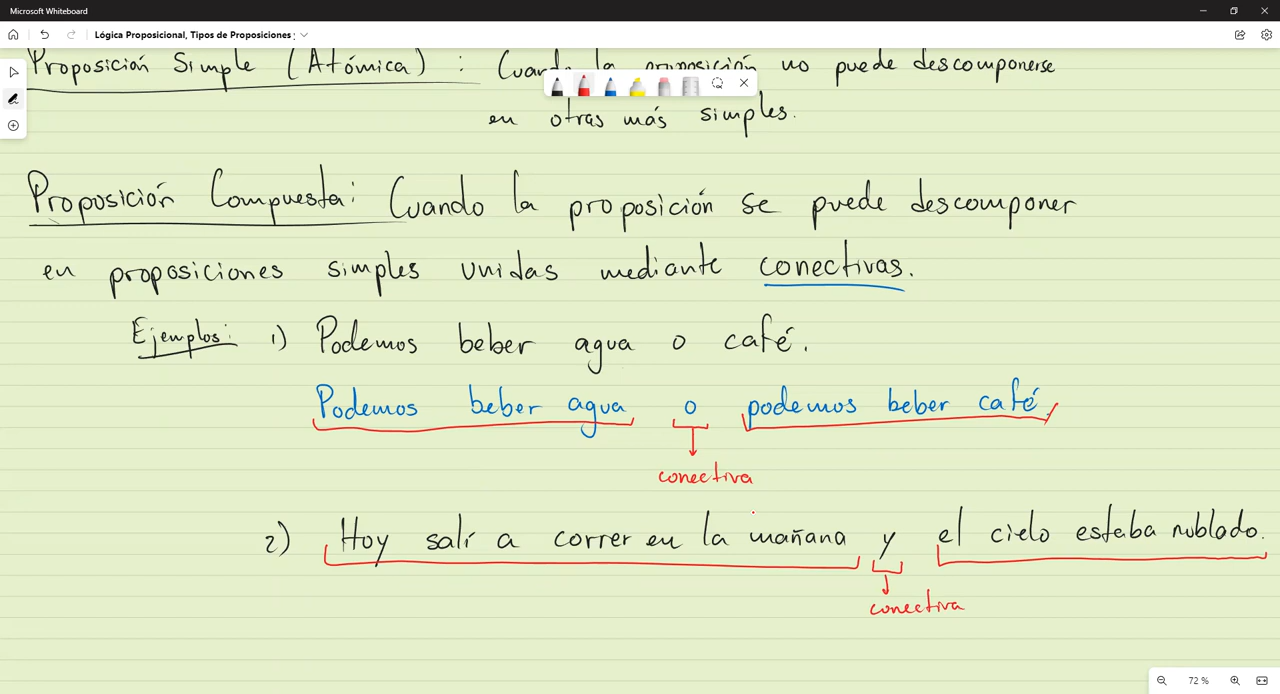 Microsoft Whiteboard
Lógica Proposicional, Tipos de Proposiciones
Proposición Simple (Atómica) : Cuando la proposición no puede descomponerse
en otras más simples.
Proposición Compuesta: Cuando la proposición se puede descomponer
en proposiciones simples unidas mediante conectivas.
Ejemplos: 1) Podemos beber agua o café.
Podemos beber agua o podemos beber café.
conectiva
2) Hoy salí a correr en la mañana y el cielo estaba nublado.
conectiva
72 %